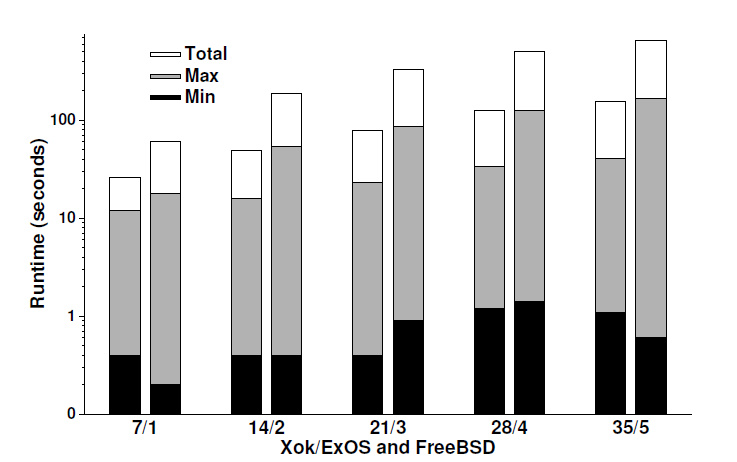 Total
Max
Min
100
10
1
0
Runtime (seconds)
7/1 14/2 21/3 28/4 35/5
Xok/ExOS and FreeBSD